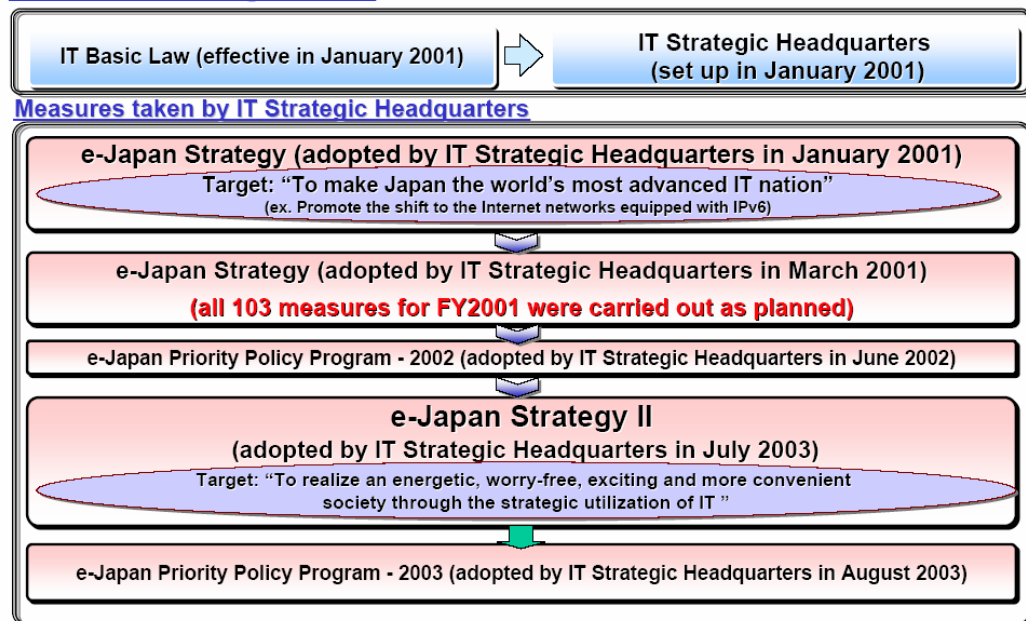 IT Basic Law (effective in January 2001)
IT Strategic Headquarters
(set up in January 2001)
Measures taken by IT Strategic Headquarters
e-Japan Strategy (adopted by IT Strategic Headquarters in January 2001)
Target: “To make Japan the world’s most advanced IT nation”
(ex. Promote the shift to the Internet networks equipped with IPv6)
e-Japan Strategy (adopted by IT Strategic Headquarters in March 2001)
(all 103 measures for FY2001 were carried out as planned)
e-Japan Priority Policy Program - 2002 (adopted by IT Strategic Headquarters in June 2002)
e-Japan Strategy II
(adopted by IT Strategic Headquarters in July 2003)
Target: “To realize an energetic, worry-free, exciting and more convenient
society through the strategic utilization of IT ”
e-Japan Priority Policy Program - 2003 (adopted by IT Strategic Headquarters in August 2003)